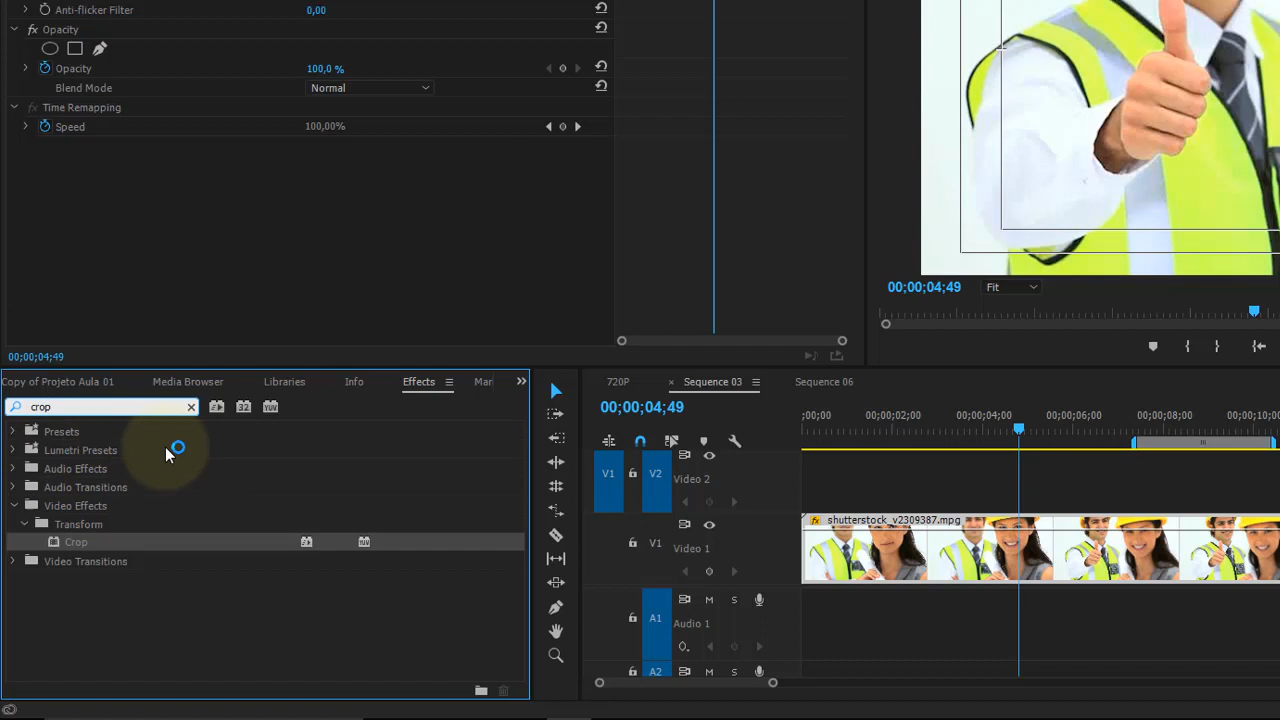 Anti-flicker Filter 0,00
fx Opacity
Opacity 100,0 %
Blend Mode Normal
fx Time Remapping
Speed 100,00%
00;00;04;49
00;00;04;49 Fit
Copy of Projeto Aula 01 Media Browser Libraries Info Effects Mar
crop 32 YUV
Presets
Lumetri Presets
Audio Effects
Audio Transitions
Video Effects
Transform
Crop
Video Transitions
720P × Sequence 03 Sequence 06
00;00;04;49
;00;00 00;00;02;00 00;00;04;00 00;00;06;00 00;00;08;00 00;00;10;00
V1 V2
Video 2
fx shutterstock_v2309387.mpg
V1 Video 1
A1 M S
Audio 1
A2 M S